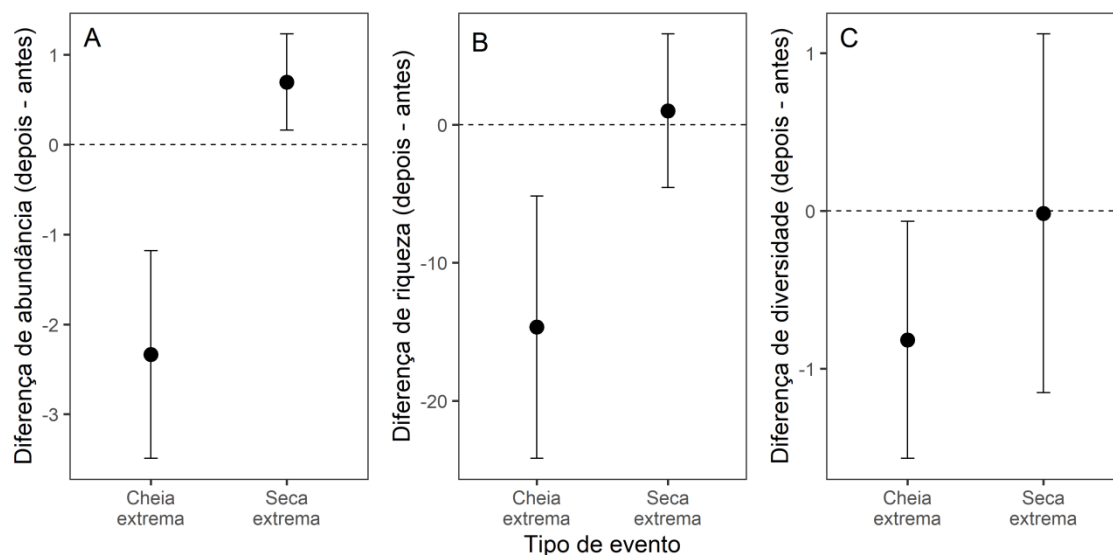 A
Diferença de abundância (depois - antes)
1
0
-1
-2
-3
Cheia
extrema
Seca
extrema
B
Diferença de riqueza (depois - antes)
0
-10
-20
Cheia
extrema
Seca
extrema
Tipo de evento
C
Diferença de diversidade (depois - antes)
1
0
-1
Cheia
extrema
Seca
extrema